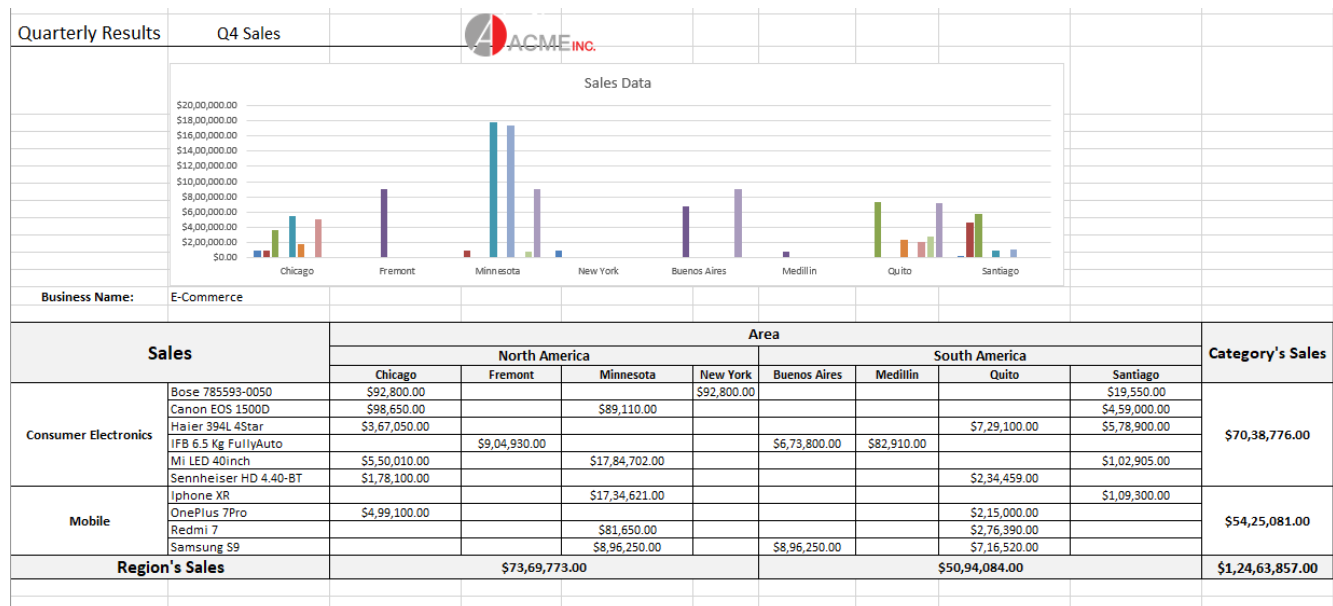 Quarterly Results Q4 Sales
A ACME INC.
Sales Data
$20,00,000.00
$18,00,000.00
$16,00,000.00
$14,00,000.00
$12,00,000.00
$10,00,000.00
$8,00,000.00
$6,00,000.00
$4,00,000.00
$2,00,000.00
$0.00
Chicago Fremont Minnesota New York Buenos Aires Medillin Quito Santiago
Business Name: E-Commerce
Sales Area Category's Sales
North America South America
Chicago Fremont Minnesota New York Buenos Aires Medillin Quito Santiago
Consumer Electronics
Bose 785593-0050 $92,800.00 $92,800.00 $19,550.00
Canon EOS 1500D $98,650.00 $89,110.00 $4,59,000.00
Haier 394L 4Star $3,67,050.00 $7,29,100.00 $5,78,900.00
IFB 6.5 Kg FullyAuto $9,04,930.00 $6,73,800.00 $82,910.00
Mi LED 40inch $5,50,010.00 $17,84,702.00 $1,02,905.00
Sennheiser HD 4.40-BT $1,78,100.00 $2,34,459.00
$70,38,776.00
Mobile
Iphone XR $17,34,621.00 $1,09,300.00
OnePlus 7Pro $4,99,100.00 $2,15,000.00
Redmi 7 $81,650.00 $2,76,390.00
Samsung S9 $8,96,250.00 $8,96,250.00 $7,16,520.00
$54,25,081.00
Region's Sales $73,69,773.00 $50,94,084.00 $1,24,63,857.00